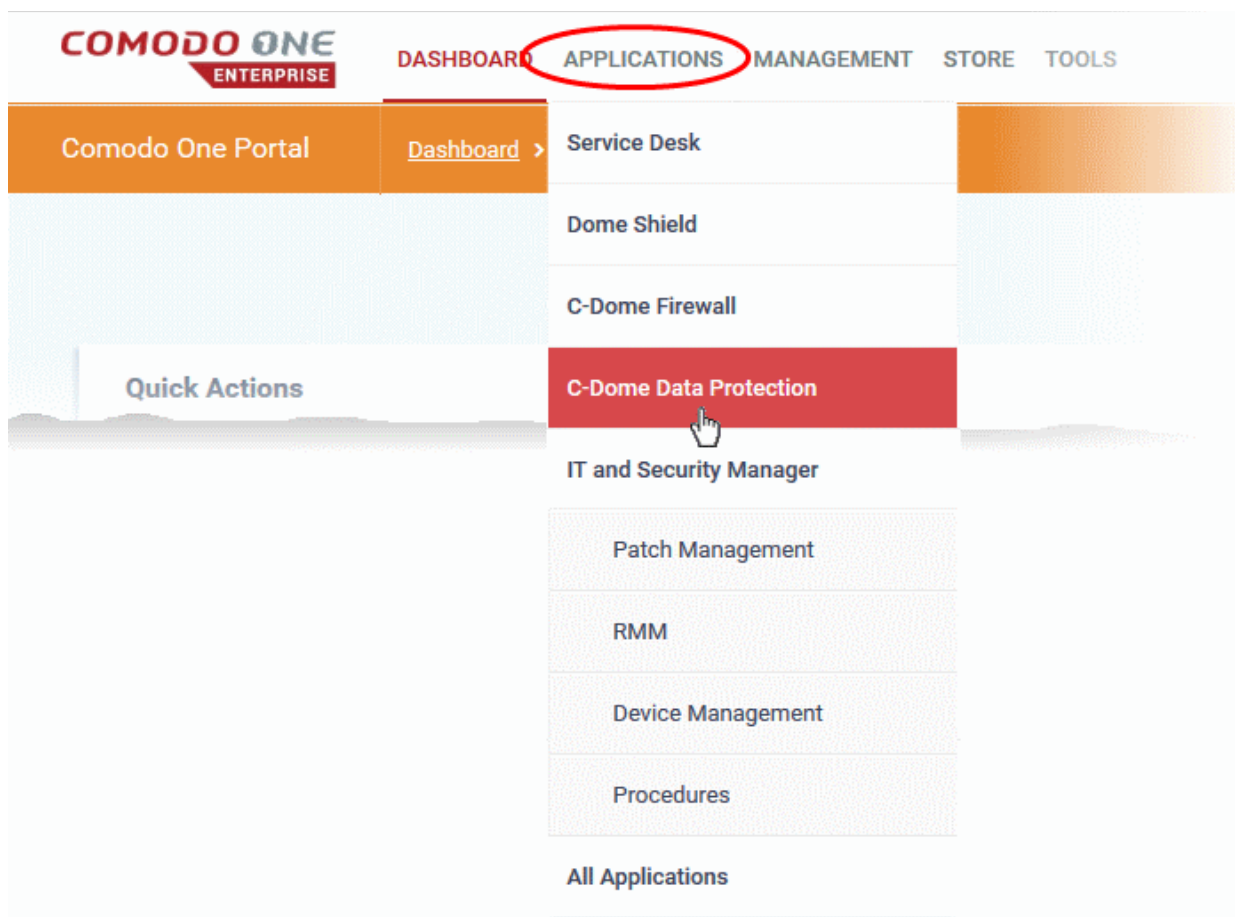 COMODO ONE
ENTERPRISE
DASHBOARD APPLICATIONS MANAGEMENT STORE TOOLS
Comodo One Portal
Dashboard >
Service Desk
Dome Shield
C-Dome Firewall
Quick Actions
C-Dome Data Protection
IT and Security Manager
Patch Management
RMM
Device Management
Procedures
All Applications